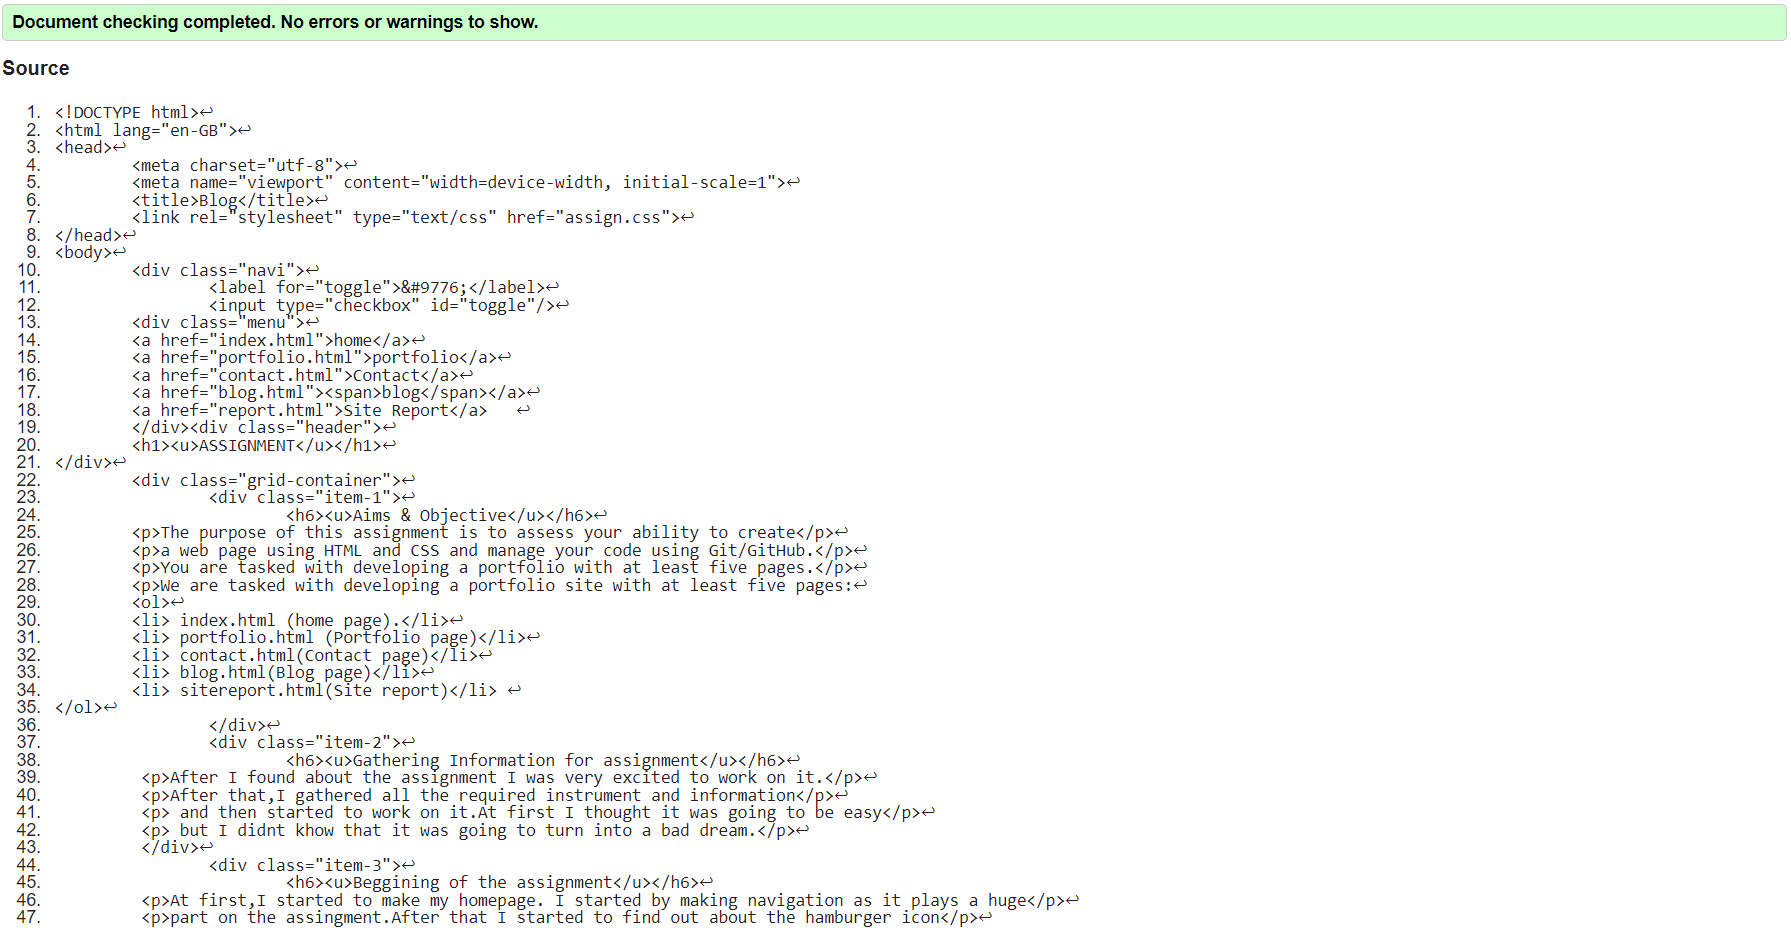 Document checking completed. No errors or warnings to show.
Source
1. <!DOCTYPE html>↩
2. <html lang="en-GB">↩
3. <head>↩
4. <meta charset="utf-8">↩
5. <meta name="viewport" content="width=device-width, initial-scale=1">↩
6. <title>Blog</title>↩
7. <link rel="stylesheet" type="text/css" href="assign.css">↩
8. </head>↩
9. <body>↩
10. <div class="navi">↩
11. <label for="toggle">&#9776;</label>↩
12. <input type="checkbox" id="toggle"/>↩
13. <div class="menu">↩
14. <a href="index.html">home</a>↩
15. <a href="portfolio.html">portfolio</a>↩
16. <a href="contact.html">Contact</a>↩
17. <a href="blog.html"><span>blog</span></a>↩
18. <a href="report.html">Site Report</a> ↩
19. </div><div class="header">↩
20. <h1><u>ASSIGNMENT</u></h1>↩
21. </div>↩
22. <div class="grid-container">↩
23. <div class="item-1">↩
24. <h6><u>Aims & Objective</u></h6>↩
25. <p>The purpose of this assignment is to assess your ability to create</p>↩
26. <p>a web page using HTML and CSS and manage your code using Git/GitHub.</p>↩
27. <p>You are tasked with developing a portfolio with at least five pages.</p>↩
28. <p>We are tasked with developing a portfolio site with at least five pages:↩
29. <ol>↩
30. <li> index.html (home page).</li>↩
31. <li> portfolio.html (Portfolio page)</li>↩
32. <li> contact.html(Contact page)</li>↩
33. <li> blog.html(Blog page)</li>↩
34. <li> sitereport.html(Site report)</li> ↩
35. </ol>↩
36. </div>↩
37. <div class="item-2">↩
38. <h6><u>Gathering Information for assignment</u></h6>↩
39. <p>After I found about the assignment I was very excited to work on it.</p>↩
40. <p>After that,I gathered all the required instrument and information</p>↩
41. <p> and then started to work on it.At first I thought it was going to be easy</p>↩
42. <p> but I didnt khow that it was going to turn into a bad dream.</p>↩
43. </div>↩
44. <div class="item-3">↩
45. <h6><u>Beggining of the assignment</u></h6>↩
46. <p>At first,I started to make my homepage. I started by making navigation as it plays a huge</p>↩
47. <p>part on the assingment.After that I started to find out about the hamburger icon</p>↩